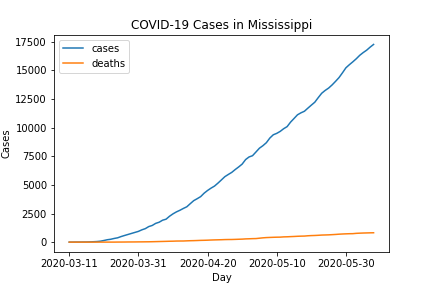 COVID-19 Cases in Mississippi
17500
15000
12500
10000
7500
5000
2500
0
Cases
cases
deaths
2020-03-11 2020-03-31 2020-04-20 2020-05-10 2020-05-30
Day